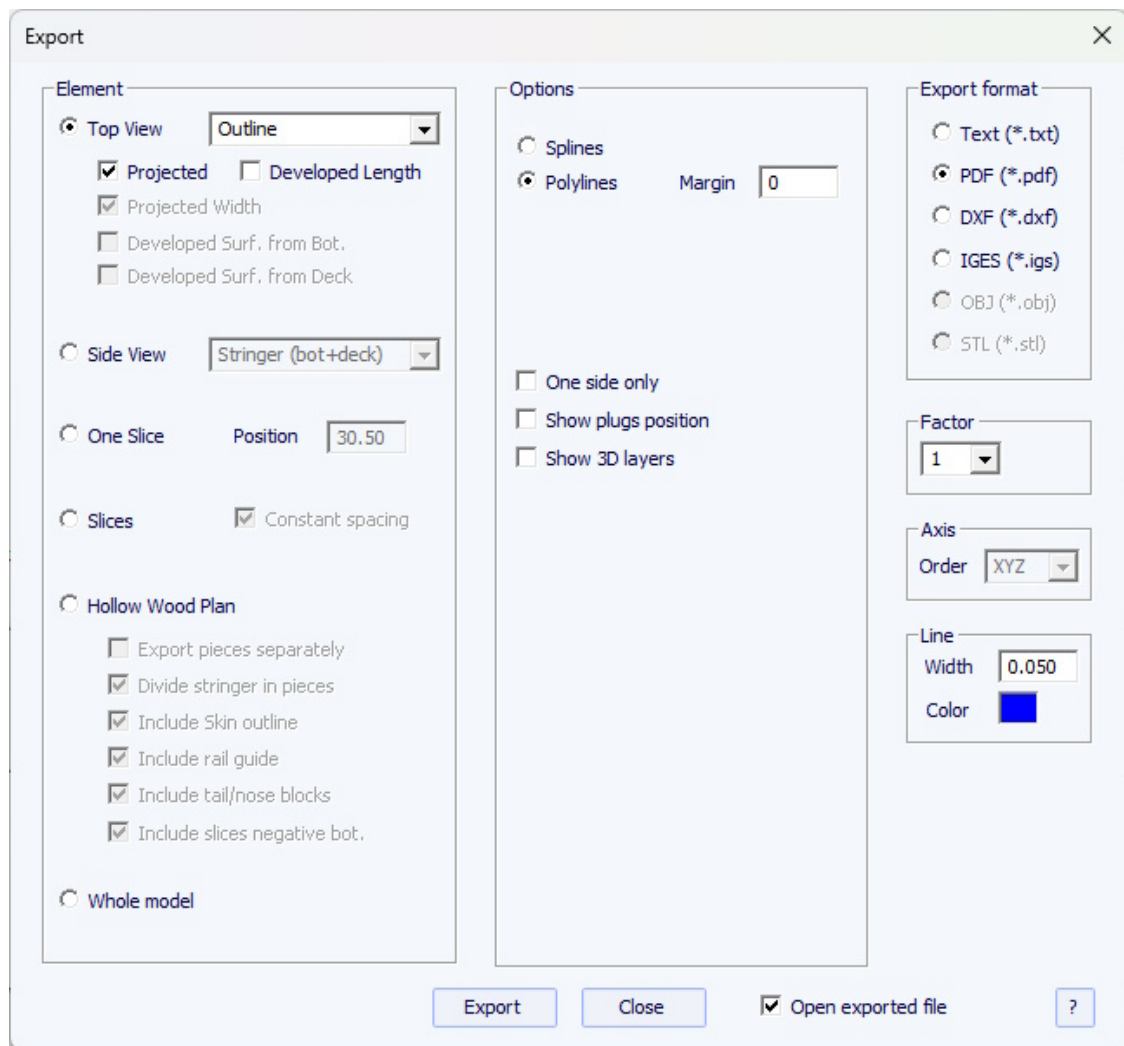 Export
Element
Top View Outline
Projected Developed Length
Projected Width
Developed Surf. from Bot.
Developed Surf. from Deck
Side View Stringer (bot+deck)
One Slice Position 30.50
Slices Constant spacing
Hollow Wood Plan
Export pieces separately
Divide stringer in pieces
Include Skin outline
Include rail guide
Include tail/nose blocks
Include slices negative bot.
Whole model
Options
Splines
Polylines Margin 0
One side only
Show plugs position
Show 3D layers
Export format
Text (*.txt)
PDF (*.pdf)
DXF (*.dxf)
IGES (*.igs)
OBJ (*.obj)
STL (*.stl)
Factor
1
Axis
Order XYZ
Line
Width 0.050
Color
Export Close Open exported file ?